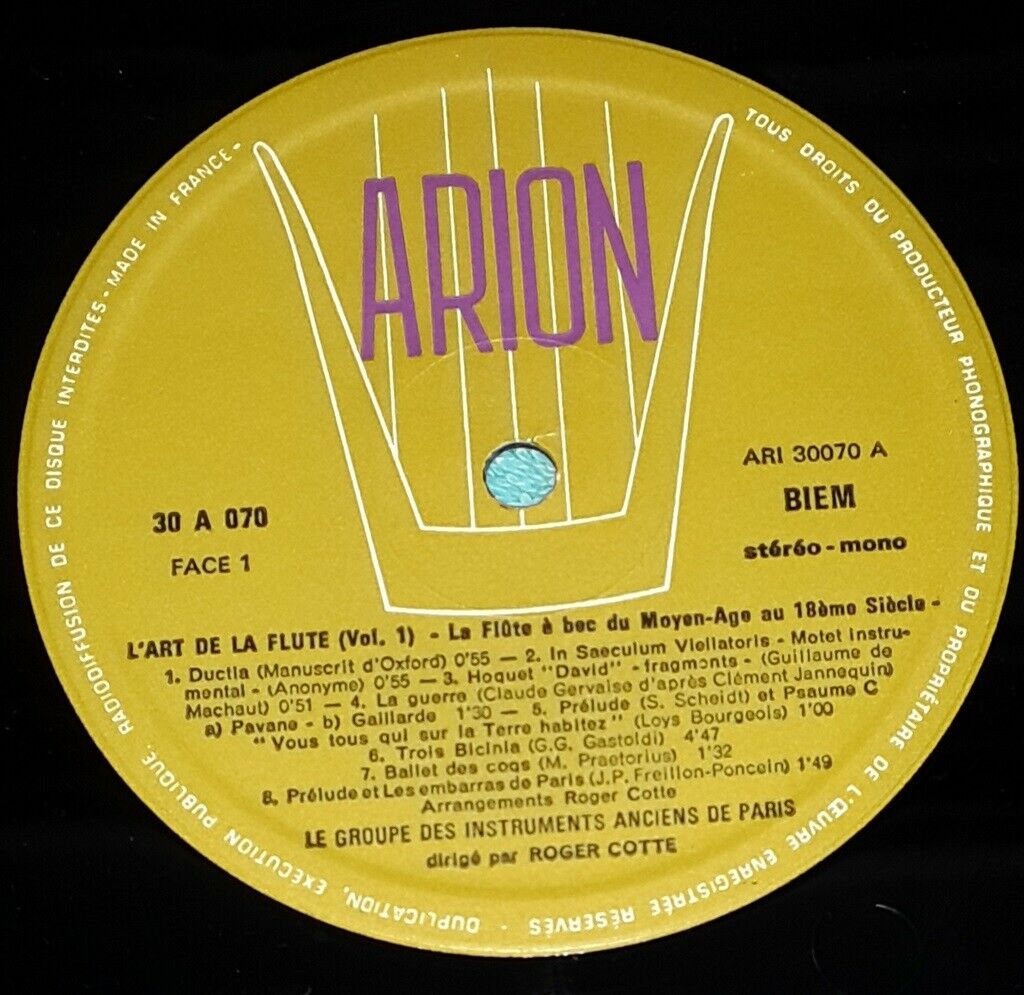 ARION
30 A 070
FACE 1
ARI 30070 A
BIEM
stéréo - mono
L'ART DE LA FLUTE (Vol. 1) - La Flûte à bec du Moyen-Age au 18ème Siècle -
1. Ductia (Manuscrit d'Oxford) 0'55 — 2. In Saeculum Viellatoris - Motet instru-
mental - (Anonyme) 0'55 — 3. Hoquet "David" - fragments - (Guillaume de
Machaut) 0'51 — 4. La guerre (Claude Gervaise d'après Clément Jannequin)
a) Pavane - b) Gaillarde 1'30 — 5. Prélude (S. Scheidt) et Psaume C
"Vous tous qui sur la Terre habitez" (Loys Bourgeois) 1'00
6. Trois Bicinia (G.G. Gastoldi) 4'47
7. Ballet des coqs (M. Praetorius) 1'32
8. Prélude et Les embarras de Paris (J.P. Freillon-Poncein) 1'49
Arrangements Roger Cotte
LE GROUPE DES INSTRUMENTS ANCIENS DE PARIS
dirigé par ROGER COTTE
TOUS DROITS DU PRODUCTEUR PHONOGRAPHIQUE ET DU PROPRIÉTAIRE DE L'ŒUVRE ENREGISTRÉE RÉSERVÉS - DUPLICATION, EXÉCUTION PUBLIQUE, RADIODIFFUSION DE CE DISQUE INTERDITES - MADE IN FRANCE -